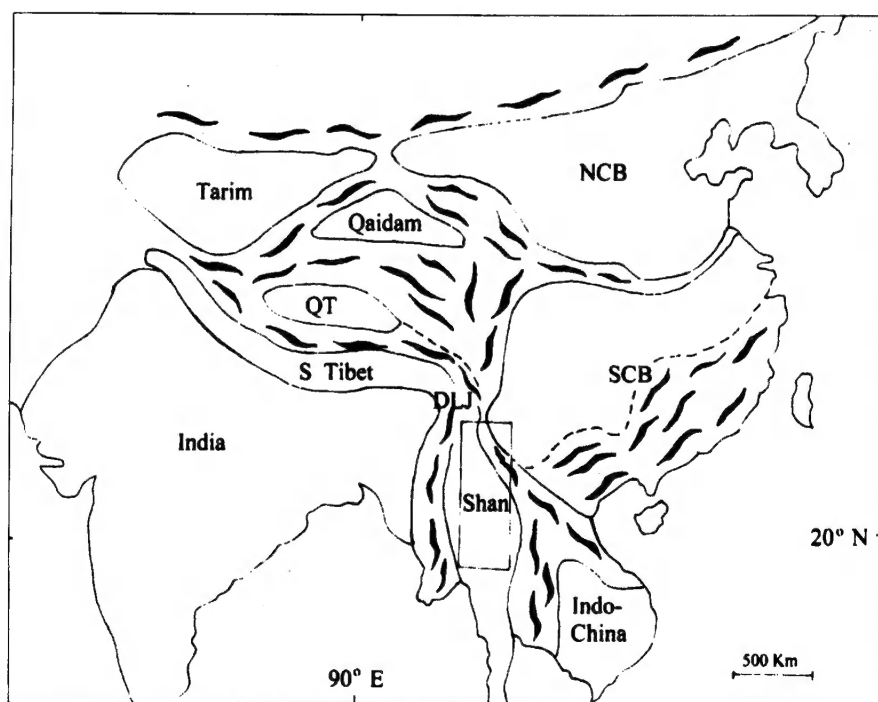 NCB
Tarim
Qaidam
QT
S Tibet
SCB
DLJ
India
Shan
20° N
Indo-
China
500 Km
90° E